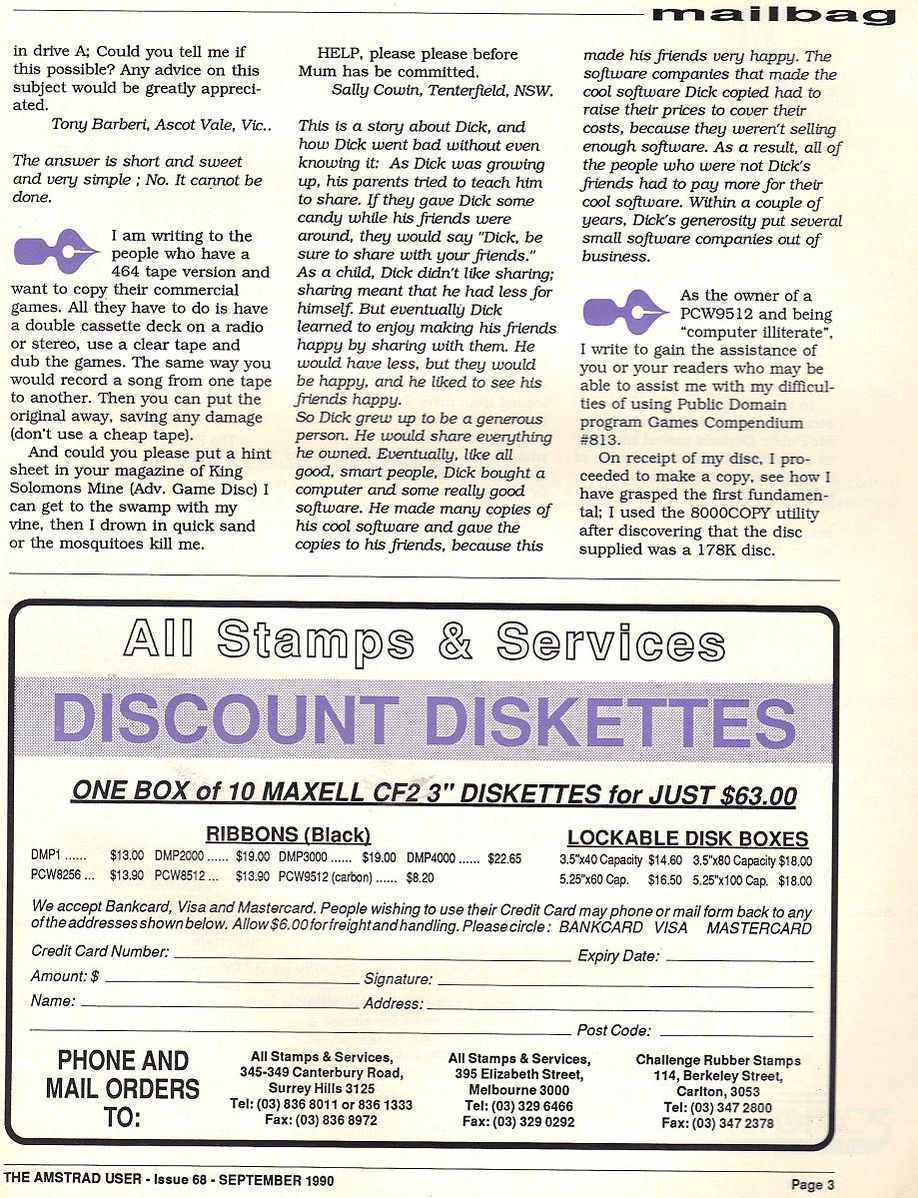 mailbag
in drive A; Could you tell me if
this possible? Any advice on this
subject would be greatly appreci-
ated.
Tony Barberi, Ascot Vale, Vic..
The answer is short and sweet
and very simple ; No. It cannot be
done.
I am writing to the
people who have a
464 tape version and
want to copy their commercial
games. All they have to do is have
a double cassette deck on a radio
or stereo, use a clear tape and
dub the games. The same way you
would record a song from one tape
to another. Then you can put the
original away, saving any damage
(don't use a cheap tape).
And could you please put a hint
sheet in your magazine of King
Solomons Mine (Adv. Game Disc) I
can get to the swamp with my
vine, then I drown in quick sand
or the mosquitoes kill me.
HELP, please please before
Mum has be committed.
Sally Cowin, Tenterfield, NSW.
This is a story about Dick, and
how Dick went bad without even
knowing it: As Dick was growing
up, his parents tried to teach him
to share. If they gave Dick some
candy while his friends were
around, they would say "Dick, be
sure to share with your friends."
As a child, Dick didn't like sharing;
sharing meant that he had less for
himself. But eventually Dick
learned to enjoy making his friends
happy by sharing with them. He
would have less, but they would
be happy, and he liked to see his
friends happy.
So Dick grew up to be a generous
person. He would share everything
he owned. Eventually, like all
good, smart people, Dick bought a
computer and some really good
software. He made many copies of
his cool software and gave the
copies to his friends, because this
made his friends very happy. The
software companies that made the
cool software Dick copied had to
raise their prices to cover their
costs, because they weren't selling
enough software. As a result, all of
the people who were not Dick's
friends had to pay more for their
cool software. Within a couple of
years, Dick's generosity put several
small software companies out of
business.
As the owner of a
PCW9512 and being
"computer illiterate",
I write to gain the assistance of
you or your readers who may be
able to assist me with my difficul-
ties of using Public Domain
program Games Compendium
#813.
On receipt of my disc, I pro-
ceeded to make a copy, see how I
have grasped the first fundamen-
tal; I used the 8000COPY utility
after discovering that the disc
supplied was a 178K disc.
All Stamps & Services
DISCOUNT DISKETTES
ONE BOX of 10 MAXELL CF2 3" DISKETTES for JUST $63.00
RIBBONS (Black)
DMP1 ...... $13.00 DMP2000 ...... $19.00 DMP3000 ...... $19.00 DMP4000 ...... $22.65
PCW8256 ... $13.90 PCW8512 ... $13.90 PCW9512 (carbon) ...... $8.20
LOCKABLE DISK BOXES
3.5"x40 Capacity $14.60 3.5"x80 Capacity $18.00
5.25"x60 Cap. $16.50 5.25"x100 Cap. $18.00
We accept Bankcard, Visa and Mastercard. People wishing to use their Credit Card may phone or mail form back to any
of the addresses shown below. Allow $6.00 for freight and handling. Please circle: BANKCARD VISA MASTERCARD
Credit Card Number: Expiry Date:
Amount: $ Signature:
Name: Address:
Post Code:
PHONE AND
MAIL ORDERS
TO:
All Stamps & Services,
345-349 Canterbury Road,
Surrey Hills 3125
Tel: (03) 836 8011 or 836 1333
Fax: (03) 836 8972
All Stamps & Services,
395 Elizabeth Street,
Melbourne 3000
Tel: (03) 329 6466
Fax: (03) 329 0292
Challenge Rubber Stamps
114, Berkeley Street,
Carlton, 3053
Tel: (03) 347 2800
Fax: (03) 347 2378
THE AMSTRAD USER - Issue 68 - SEPTEMBER 1990
Page 3